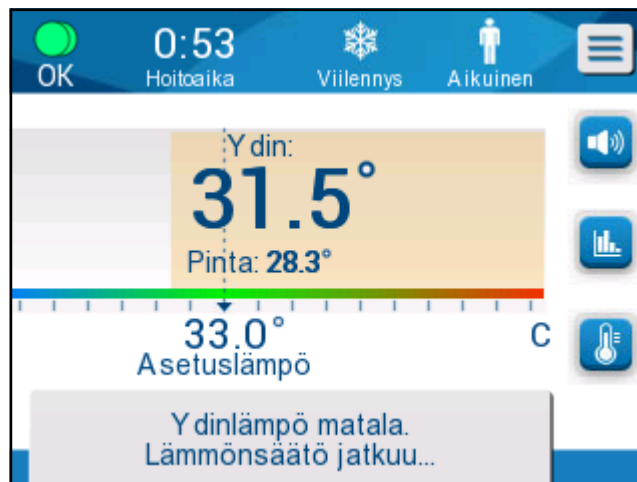 OK
0:53
Hoitoaika
Viilennys
Aikuinen
Ydin:
31.5°
Pinta: 28.3°
33.0°
C
Asetuslämpö
Ydinlämpö matala.
Lämmönsäätö jatkuu...